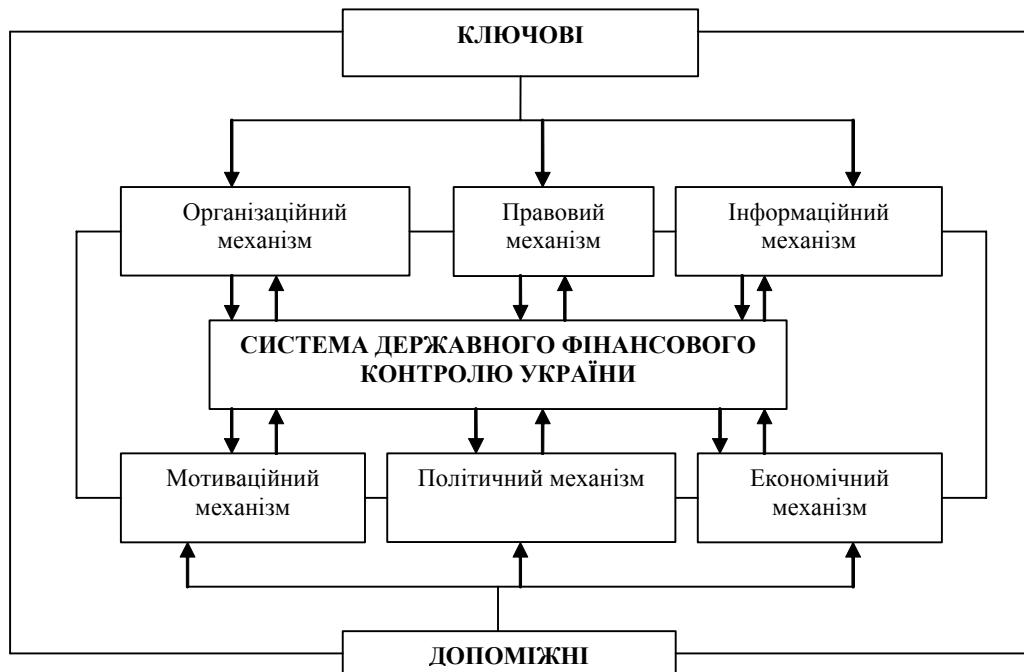 КЛЮЧОВІ
Організаційний
механізм
Правовий
механізм
Інформаційний
механізм
СИСТЕМА ДЕРЖАВНОГО ФІНАНСОВОГО
КОНТРОЛЮ УКРАЇНИ
Мотиваційний
механізм
Політичний механізм
Економічний
механізм
ДОПОМІЖНІ